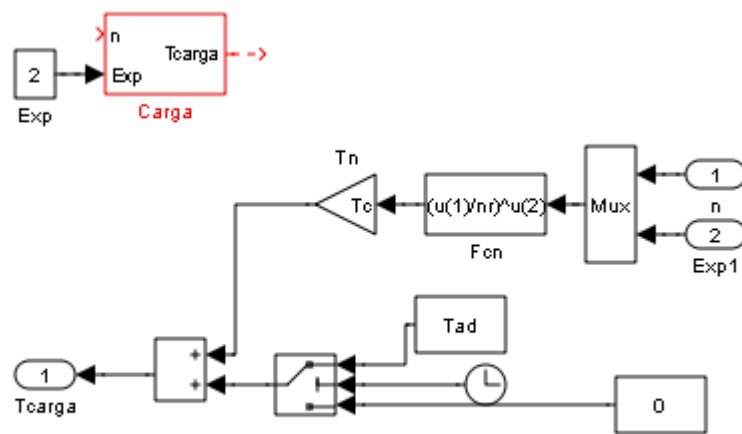 n
Tcarga
2
Exp
Exp
Carga
Tn
Tc
(u(1)/nr)^u(2)
Fcn
Mux
1
n
2
Exp1
Tad
+
+
1
Tcarga
0